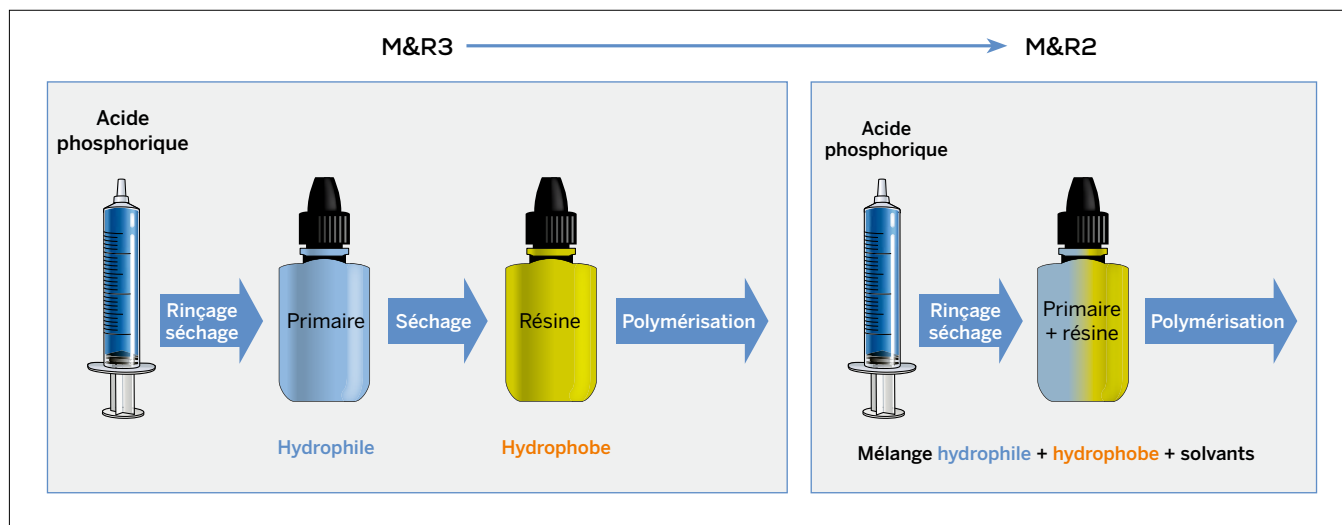 M&R3
M&R2
Acide
phosphorique
Rinçage
séchage
Primaire
Séchage
Résine
Polymérisation
Hydrophile
Hydrophobe
Acide
phosphorique
Rinçage
séchage
Primaire
+ résine
Polymérisation
Mélange hydrophile + hydrophobe + solvants